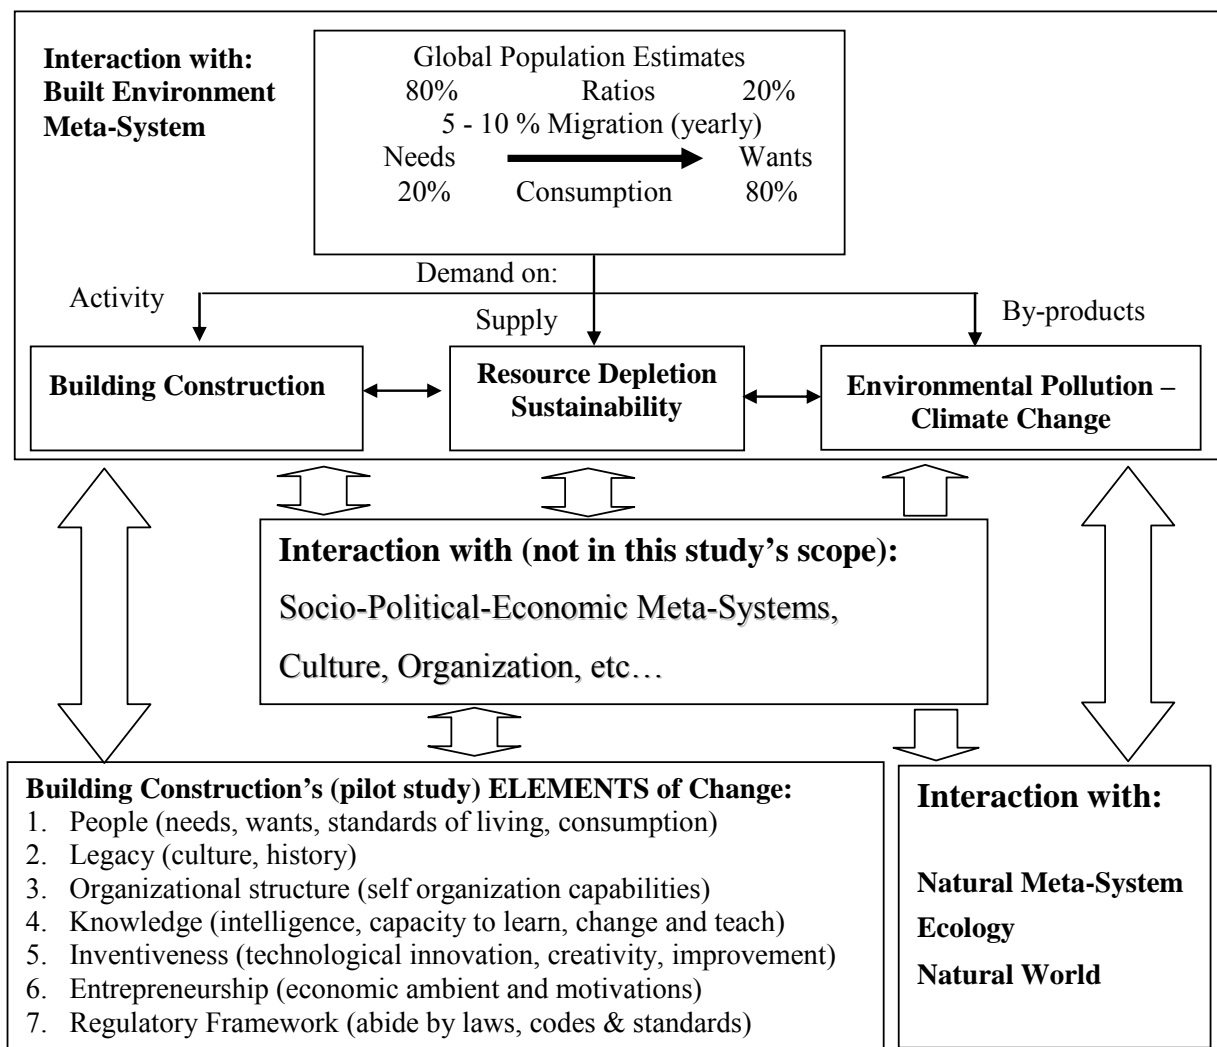 Interaction with:
Built Environment
Meta-System
Global Population Estimates
80% Ratios 20%
5 - 10 % Migration (yearly)
Needs Wants
20% Consumption 80%
Demand on:
Activity
Supply
By-products
Building Construction
Resource Depletion
Sustainability
Environmental Pollution –
Climate Change
Interaction with (not in this study's scope):
Socio-Political-Economic Meta-Systems,
Culture, Organization, etc…
Building Construction's (pilot study) ELEMENTS of Change:
1. People (needs, wants, standards of living, consumption)
2. Legacy (culture, history)
3. Organizational structure (self organization capabilities)
4. Knowledge (intelligence, capacity to learn, change and teach)
5. Inventiveness (technological innovation, creativity, improvement)
6. Entrepreneurship (economic ambient and motivations)
7. Regulatory Framework (abide by laws, codes & standards)
Interaction with:
Natural Meta-System
Ecology
Natural World